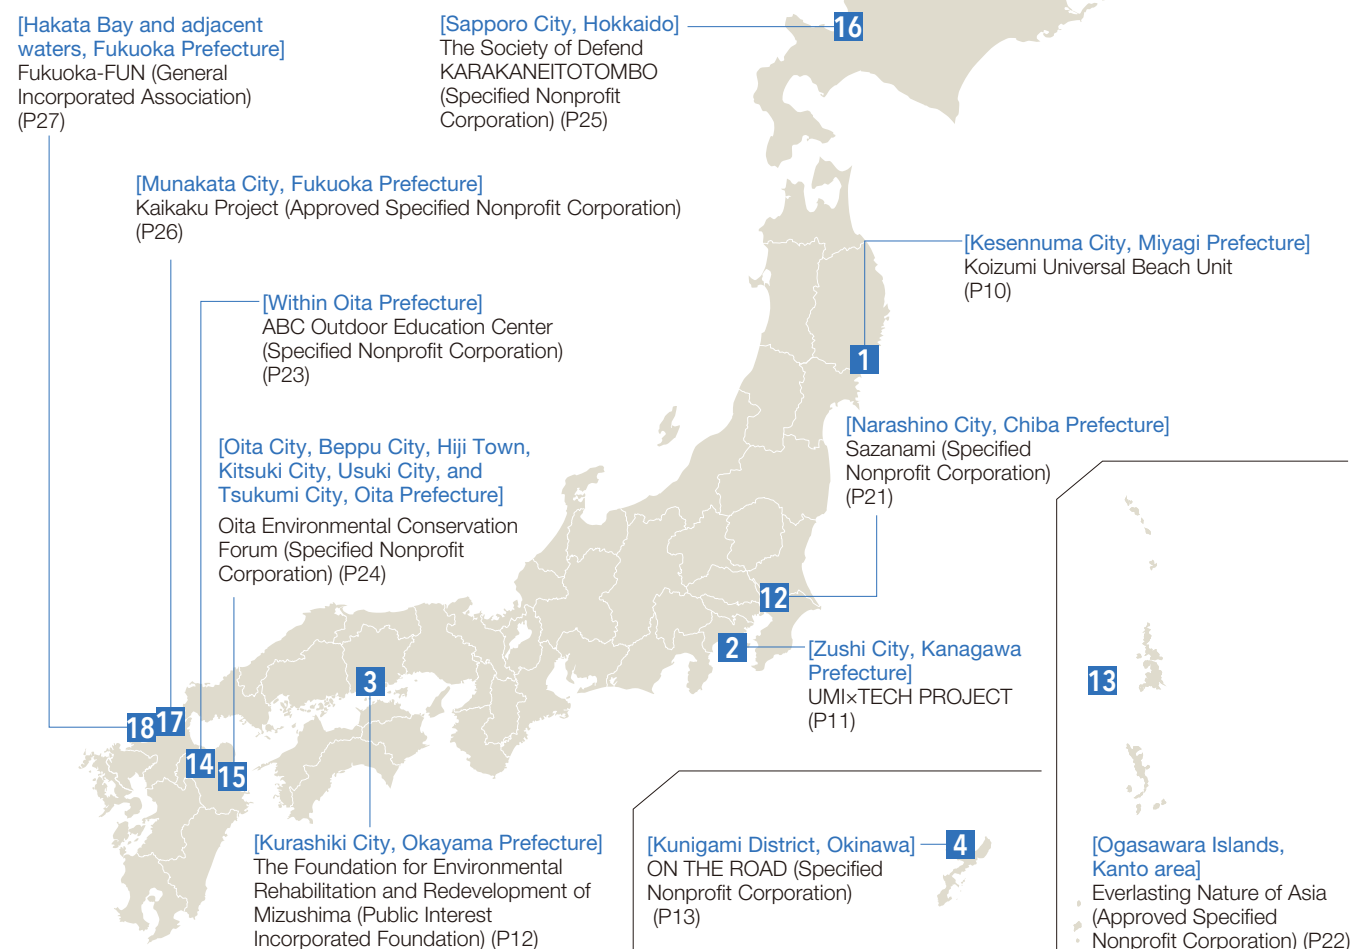 [Hakata Bay and adjacent
waters, Fukuoka Prefecture]
Fukuoka-FUN (General
Incorporated Association)
(P27)
[Sapporo City, Hokkaido]
The Society of Defend
KARAKANEITOTOMBO
(Specified Nonprofit
Corporation) (P25)
16
[Munakata City, Fukuoka Prefecture]
Kaikaku Project (Approved Specified Nonprofit Corporation)
(P26)
[Kesennuma City, Miyagi Prefecture]
Koizumi Universal Beach Unit
(P10)
1
[Within Oita Prefecture]
ABC Outdoor Education Center
(Specified Nonprofit Corporation)
(P23)
[Narashino City, Chiba Prefecture]
Sazanami (Specified
Nonprofit Corporation)
(P21)
[Oita City, Beppu City, Hiji Town,
Kitsuki City, Usuki City, and
Tsukumi City, Oita Prefecture]
Oita Environmental Conservation
Forum (Specified Nonprofit
Corporation) (P24)
12
2
[Zushi City, Kanagawa
Prefecture]
UMI×TECH PROJECT
(P11)
13
3
18
17
14
15
[Kurashiki City, Okayama Prefecture]
The Foundation for Environmental
Rehabilitation and Redevelopment of
Mizushima (Public Interest
Incorporated Foundation) (P12)
[Kunigami District, Okinawa]
ON THE ROAD (Specified
Nonprofit Corporation)
(P13)
4
[Ogasawara Islands,
Kanto area]
Everlasting Nature of Asia
(Approved Specified
Nonprofit Corporation) (P22)